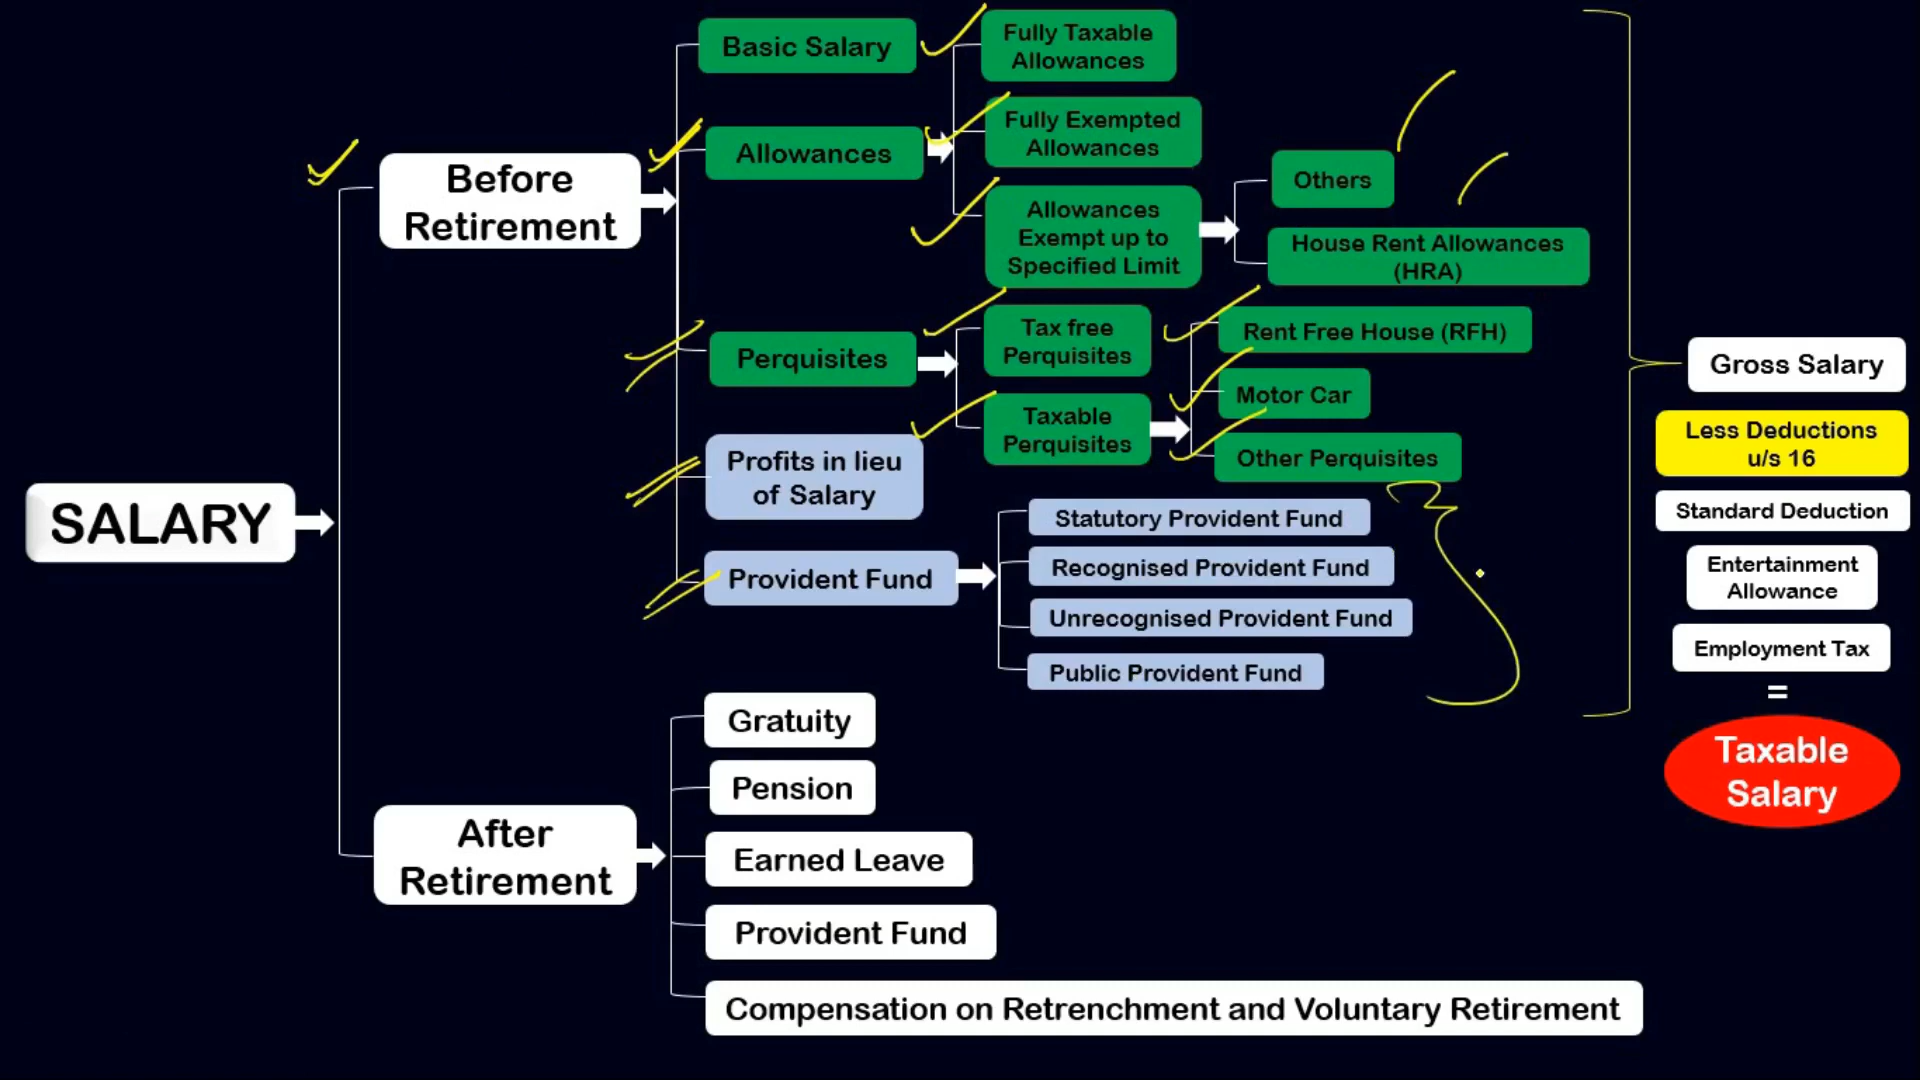 SALARY
Before
Retirement
Basic Salary
Allowances
Fully Taxable
Allowances
Fully Exempted
Allowances
Allowances
Exempt up to
Specified Limit
Others
House Rent Allowances
(HRA)
Perquisites
Tax free
Perquisites
Taxable
Perquisites
Rent Free House (RFH)
Motor Car
Other Perquisites
Profits in lieu
of Salary
Provident Fund
Statutory Provident Fund
Recognised Provident Fund
Unrecognised Provident Fund
Public Provident Fund
After
Retirement
Gratuity
Pension
Earned Leave
Provident Fund
Compensation on Retrenchment and Voluntary Retirement
Gross Salary
Less Deductions
u/s 16
Standard Deduction
Entertainment
Allowance
Employment Tax
=
Taxable
Salary